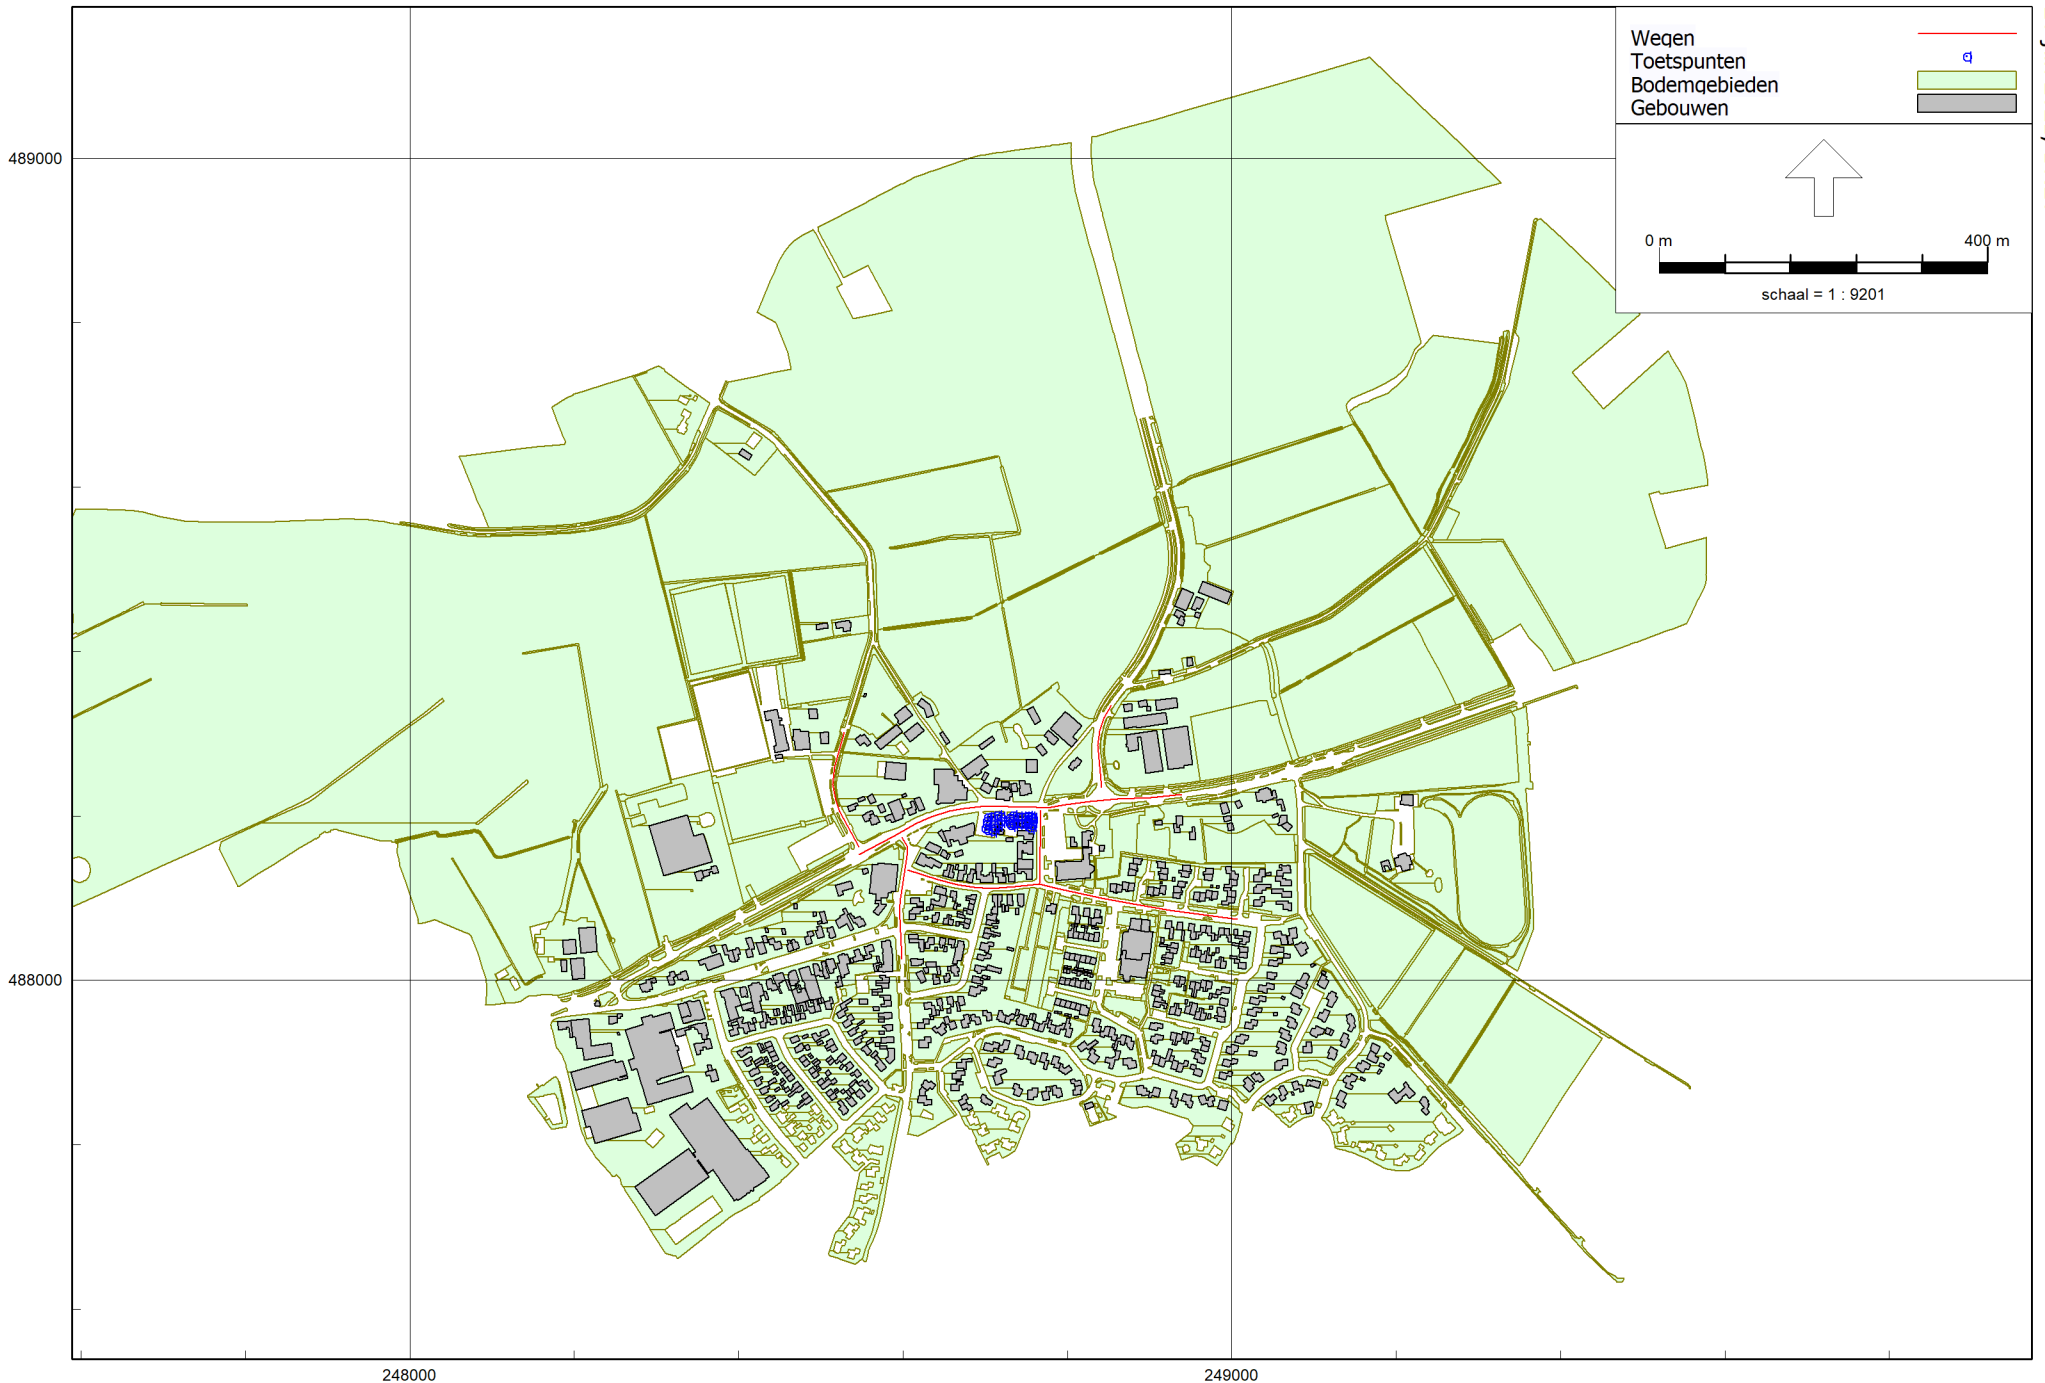 Wegen
Toetspunten
Bodemgebieden
Gebouwen
489000
0 m 400 m
schaal = 1 : 9201
488000
248000 249000